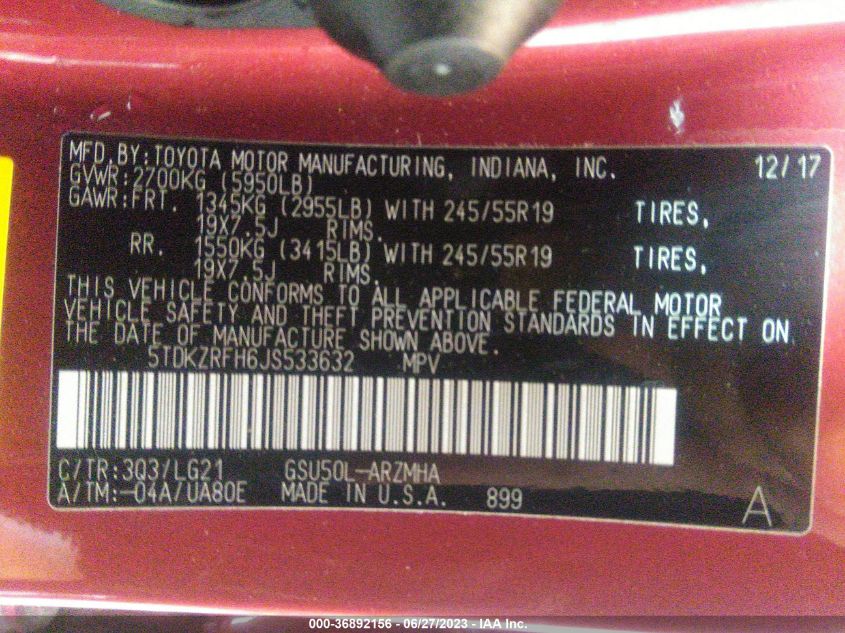 MFD.BY:TOYOTA MOTOR MANUFACTURING, INDIANA, INC. 12/17
GVWR:2700KG (5950LB)
GAWR:FRT. 1345KG (2955LB) WITH 245/55R19 TIRES,
19X7.5J RIMS.
RR. 1550KG (3415LB) WITH 245/55R19 TIRES,
19X7.5J RIMS.
THIS VEHICLE CONFORMS TO ALL APPLICABLE FEDERAL MOTOR
VEHICLE SAFETY AND THEFT PREVENTION STANDARDS IN EFFECT ON
THE DATE OF MANUFACTURE SHOWN ABOVE.
5TDKZRFH6JS533632 MPV
C/TR:3Q3/LG21 GSU50L-ARZMHA
A/TM:-04A/UA80E MADE IN U.S.A. 899 A
000-36892156 - 06/27/2023 - IAA Inc.